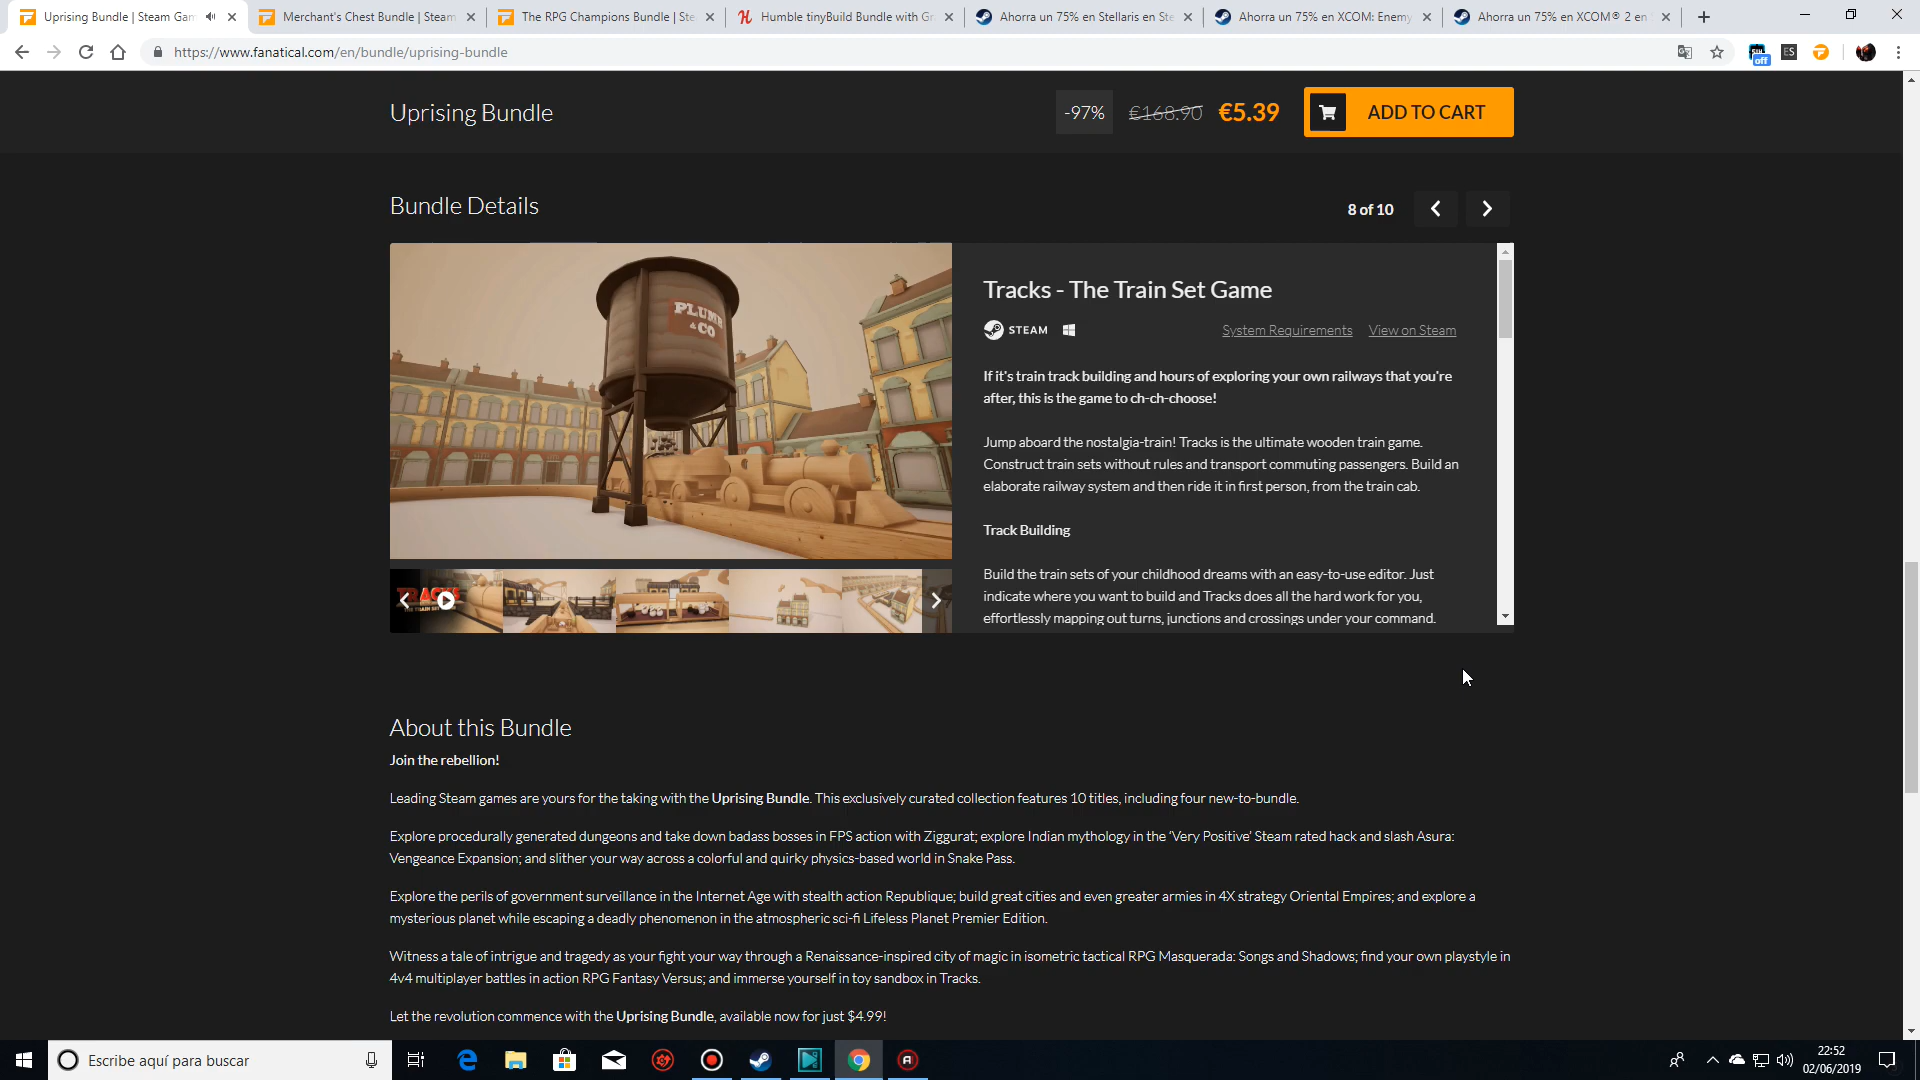 Uprising Bundle | Steam Gam
Merchant's Chest Bundle | Steam
The RPG Champions Bundle | Ste
Humble tinyBuild Bundle with Gr
Ahorra un 75% en Stellaris en Ste
Ahorra un 75% en XCOM: Enemy
Ahorra un 75% en XCOM® 2 en
https://www.fanatical.com/en/bundle/uprising-bundle
off
ES
Uprising Bundle
-97%
€168.90
€5.39
ADD TO CART
Bundle Details
8 of 10
PLUMB
& CO
Tracks - The Train Set Game
STEAM
System Requirements
View on Steam
If it's train track building and hours of exploring your own railways that you're
after, this is the game to ch-ch-choose!
Jump aboard the nostalgia-train! Tracks is the ultimate wooden train game.
Construct train sets without rules and transport commuting passengers. Build an
elaborate railway system and then ride it in first person, from the train cab.
Track Building
Build the train sets of your childhood dreams with an easy-to-use editor. Just
indicate where you want to build and Tracks does all the hard work for you,
effortlessly mapping out turns, junctions and crossings under your command.
TRACKS
About this Bundle
Join the rebellion!
Leading Steam games are yours for the taking with the Uprising Bundle. This exclusively curated collection features 10 titles, including four new-to-bundle.
Explore procedurally generated dungeons and take down badass bosses in FPS action with Ziggurat; explore Indian mythology in the 'Very Positive' Steam rated hack and slash Asura:
Vengeance Expansion; and slither your way across a colorful and quirky physics-based world in Snake Pass.
Explore the perils of government surveillance in the Internet Age with stealth action Republique; build great cities and even greater armies in 4X strategy Oriental Empires; and explore a
mysterious planet while escaping a deadly phenomenon in the atmospheric sci-fi Lifeless Planet Premier Edition.
Witness a tale of intrigue and tragedy as your fight your way through a Renaissance-inspired city of magic in isometric tactical RPG Masquerada: Songs and Shadows; find your own playstyle in
4v4 multiplayer battles in action RPG Fantasy Versus; and immerse yourself in toy sandbox in Tracks.
Let the revolution commence with the Uprising Bundle, available now for just $4.99!
Escribe aquí para buscar
22:52
02/06/2019